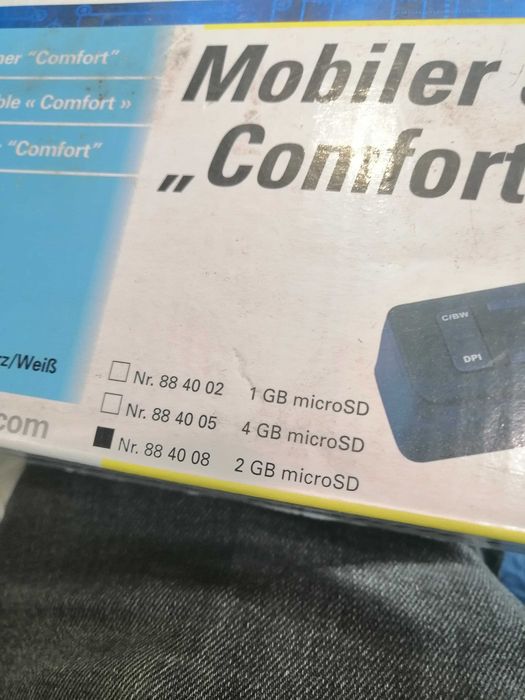 ner "Comfort"
ble « Comfort »
"Comfort"
Mobiler
„Comfort
C/BW
DPI
rz/Weiß
Nr. 88 40 02 1 GB microSD
Nr. 88 40 05 4 GB microSD
Nr. 88 40 08 2 GB microSD
com